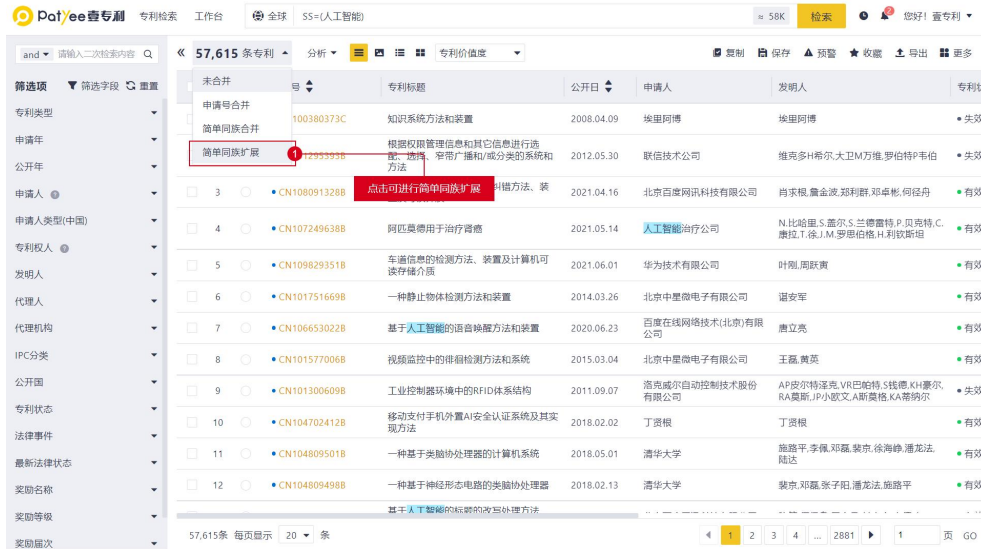 Patyee壹专利 专利检索 工作台 全球 SS=(人工智能) ≈ 58K 检索 2 您好！壹专利
and 请输入二次检索内容
57,615 条专利 分析 专利价值度 复制 保存 预警 收藏 导出 更多
筛选项 筛选字段 重置
专利类型
申请年
公开年
申请人
申请人类型(中国)
专利权人
发明人
代理人
代理机构
IPC分类
公开国
专利状态
法律事件
最新法律状态
奖励名称
奖励等级
奖励届次
未合并
申请号合并
简单同族合并
简单同族扩展
1
点击可进行简单同族扩展
号 专利标题 公开日 申请人 发明人 专利状
100380373C 知识系统方法和装置 2008.04.09 埃里阿博 埃里阿博 失效
根据权限管理信息和其它信息进行选
配、选择、窄带广播和/或分类的系统和
方法
2012.05.30 联信技术公司 维克多H希尔,大卫M万维,罗伯特P韦伯 失效
3 CN108091328B 纠错方法、装 2021.04.16 北京百度网讯科技有限公司 肖求根,詹金波,郑利群,邓卓彬,何径舟 有效
4 CN107249638B 阿匹莫德用于治疗肾癌 2021.05.14 人工智能治疗公司 N.比哈里,S.盖尔,S.兰德雷特,P.贝克特,C.
康拉,T.徐,J.M.罗思伯格,H.利钦斯坦 有效
5 CN109829351B 车道信息的检测方法、装置及计算机可
读存储介质 2021.06.01 华为技术有限公司 叶刚,周跃寅 有效
6 CN101751669B 一种静止物体检测方法和装置 2014.03.26 北京中星微电子有限公司 谌安军 有效
7 CN106653022B 基于人工智能的语音唤醒方法和装置 2020.06.23 百度在线网络技术(北京)有限
公司 唐立亮 有效
8 CN101577006B 视频监控中的徘徊检测方法和系统 2015.03.04 北京中星微电子有限公司 王磊,黄英 有效
9 CN101300609B 工业控制器环境中的RFID体系结构 2011.09.07 洛克威尔自动控制技术股份
有限公司 AP皮尔特泽克,VR巴帕特,S钱德,KH豪尔,
RA莫斯,JP小欧文,A斯莫格,KA蒂纳尔 失效
10 CN104702412B 移动支付手机外置AI安全认证系统及其实
现方法 2018.02.02 丁贤根 丁贤根 有效
11 CN104809501B 一种基于类脑协处理器的计算机系统 2018.05.01 清华大学 施路平,李佩,邓磊,裴京,徐海峥,潘龙法,
陆达 有效
12 CN104809498B 一种基于神经形态电路的类脑协处理器 2018.02.13 清华大学 裴京,邓磊,张子阳,潘龙法,施路平 有效
基于人工智能的标题的改写处理方法
57,615条 每页显示 20 条 1 2 3 4 ... 2881 1 页 GO